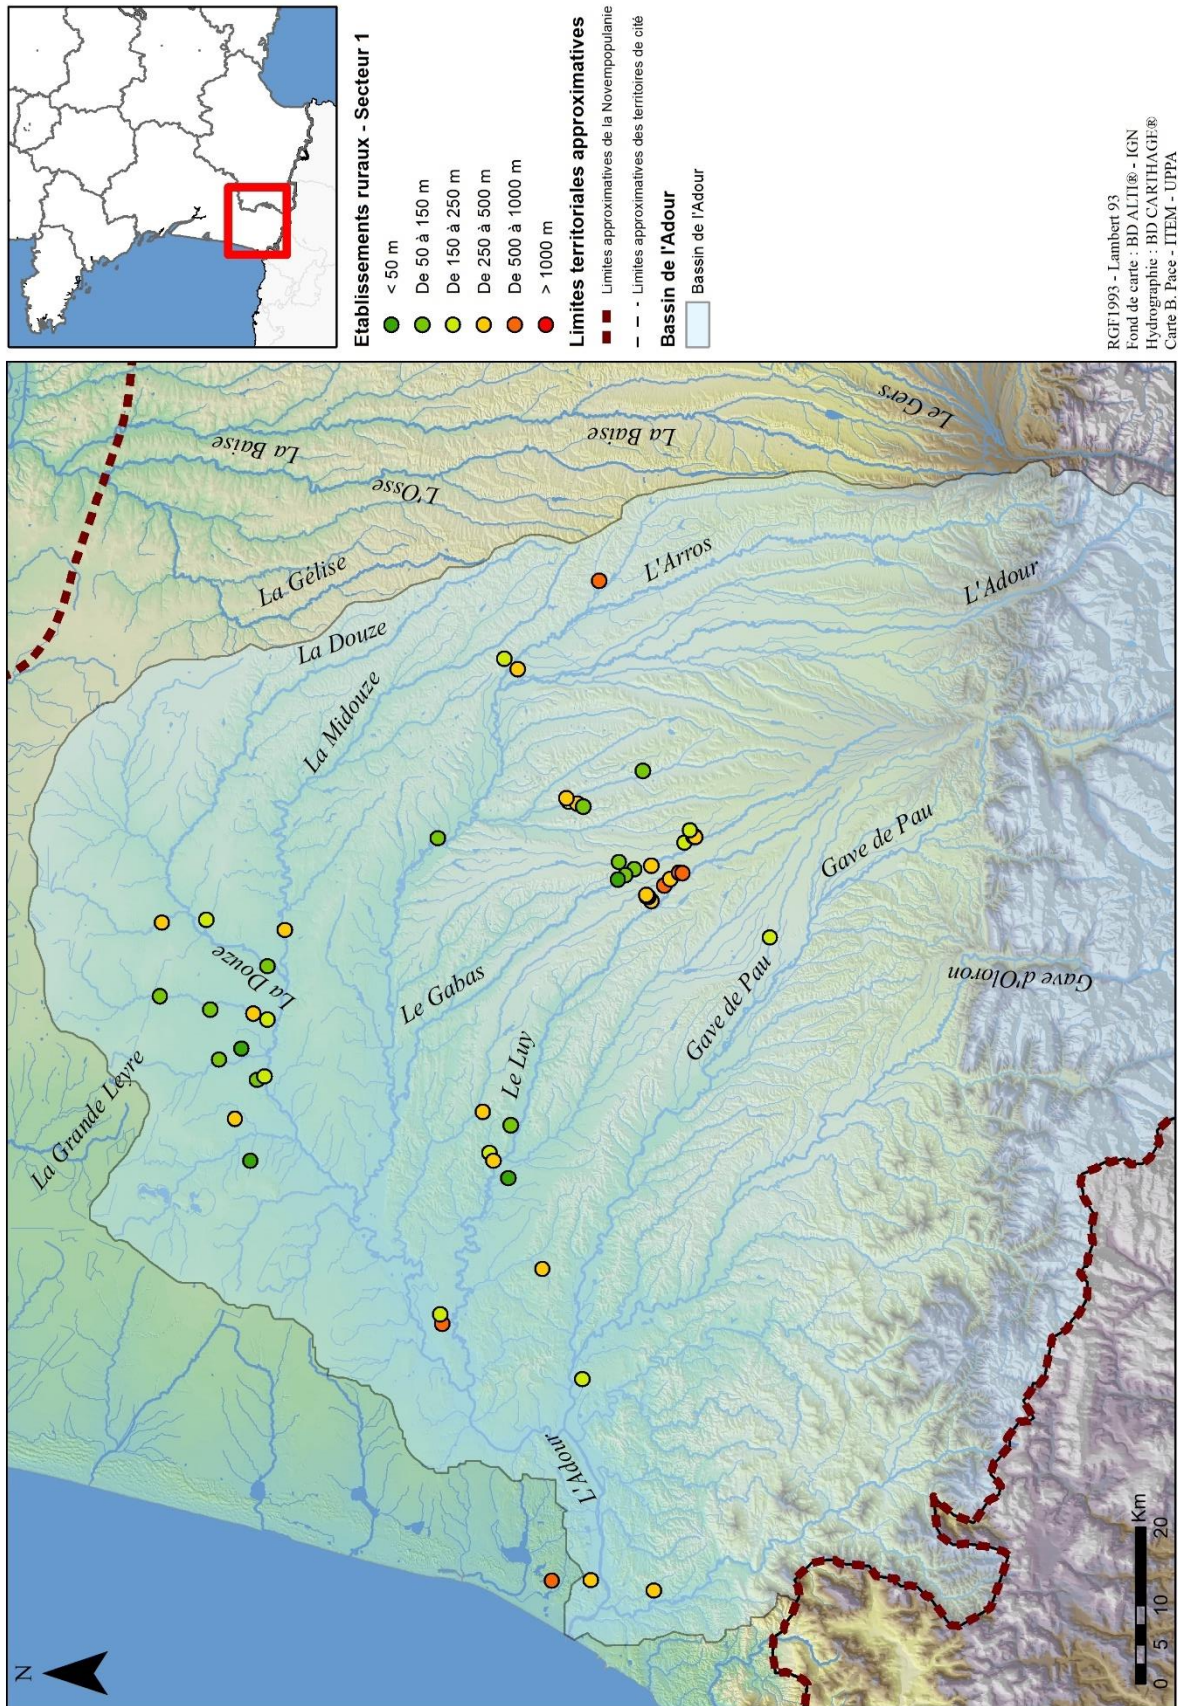 N
La Grande Leyre
La Douze
La Midouze
La Douze
La Gélise
L'Osse
La Baise
La Baise
Le Gers
L'Arros
L'Adour
Le Gabas
Le Luy
Gave de Pau
Gave de Pau
Gave d'Oloron
L'Adour
Km
0 5 10 20
Etablissements ruraux - Secteur 1
< 50 m
De 50 à 150 m
De 150 à 250 m
De 250 à 500 m
De 500 à 1000 m
> 1000 m
Limites territoriales approximatives
Limites approximatives de la Novempopulanie
Limites approximatives des territoires de cité
Bassin de l'Adour
Bassin de l'Adour
RGF1993 - Lambert 93
Fond de carte : BD ALTI® - IGN
Hydrographie : BD CARTHAGE®
Carte B. Pace - ITEM - UPPA